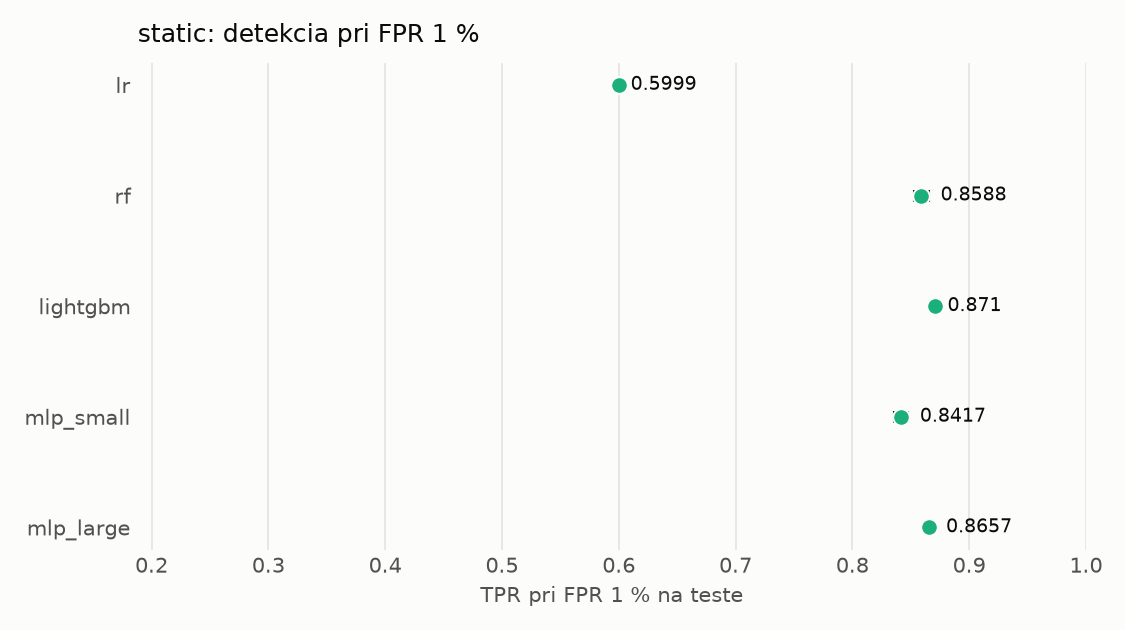 static: detekcia pri FPR 1 %
lr
0.5999
rf
0.8588
lightgbm
0.871
mlp_small
0.8417
mlp_large
0.8657
0.2 0.3 0.4 0.5 0.6 0.7 0.8 0.9 1.0
TPR pri FPR 1 % na teste